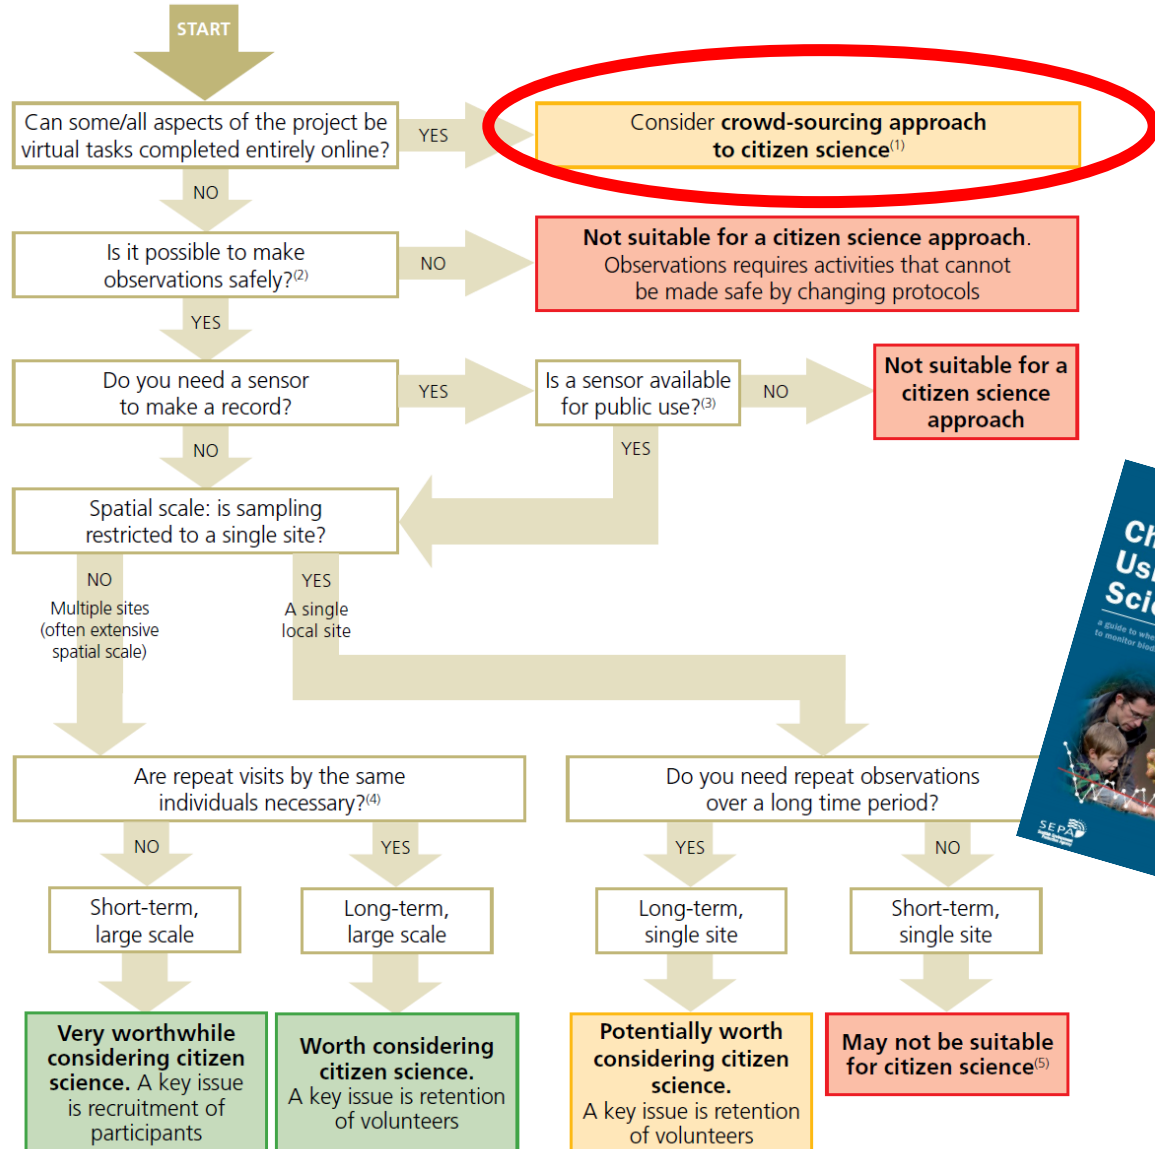 START
Can some/all aspects of the project be
virtual tasks completed entirely online?
YES
Consider crowd-sourcing approach
to citizen science(1)
NO
Is it possible to make
observations safely?(2)
NO
Not suitable for a citizen science approach.
Observations requires activities that cannot
be made safe by changing protocols
YES
Do you need a sensor
to make a record?
YES
Is a sensor available
for public use?(3)
NO
Not suitable for a
citizen science
approach
NO
YES
Spatial scale: is sampling
restricted to a single site?
NO
Multiple sites
(often extensive
spatial scale)
YES
A single
local site
Are repeat visits by the same
individuals necessary?(4)
Do you need repeat observations
over a long time period?
NO
YES
YES
NO
Short-term,
large scale
Long-term,
large scale
Long-term,
single site
Short-term,
single site
Very worthwhile
considering citizen
science. A key issue
is recruitment of
participants
Worth considering
citizen science.
A key issue is retention
of volunteers
Potentially worth
considering citizen
science.
A key issue is retention
of volunteers
May not be suitable
for citizen science(5)
a guide to whe
to monitor biod
SEPA